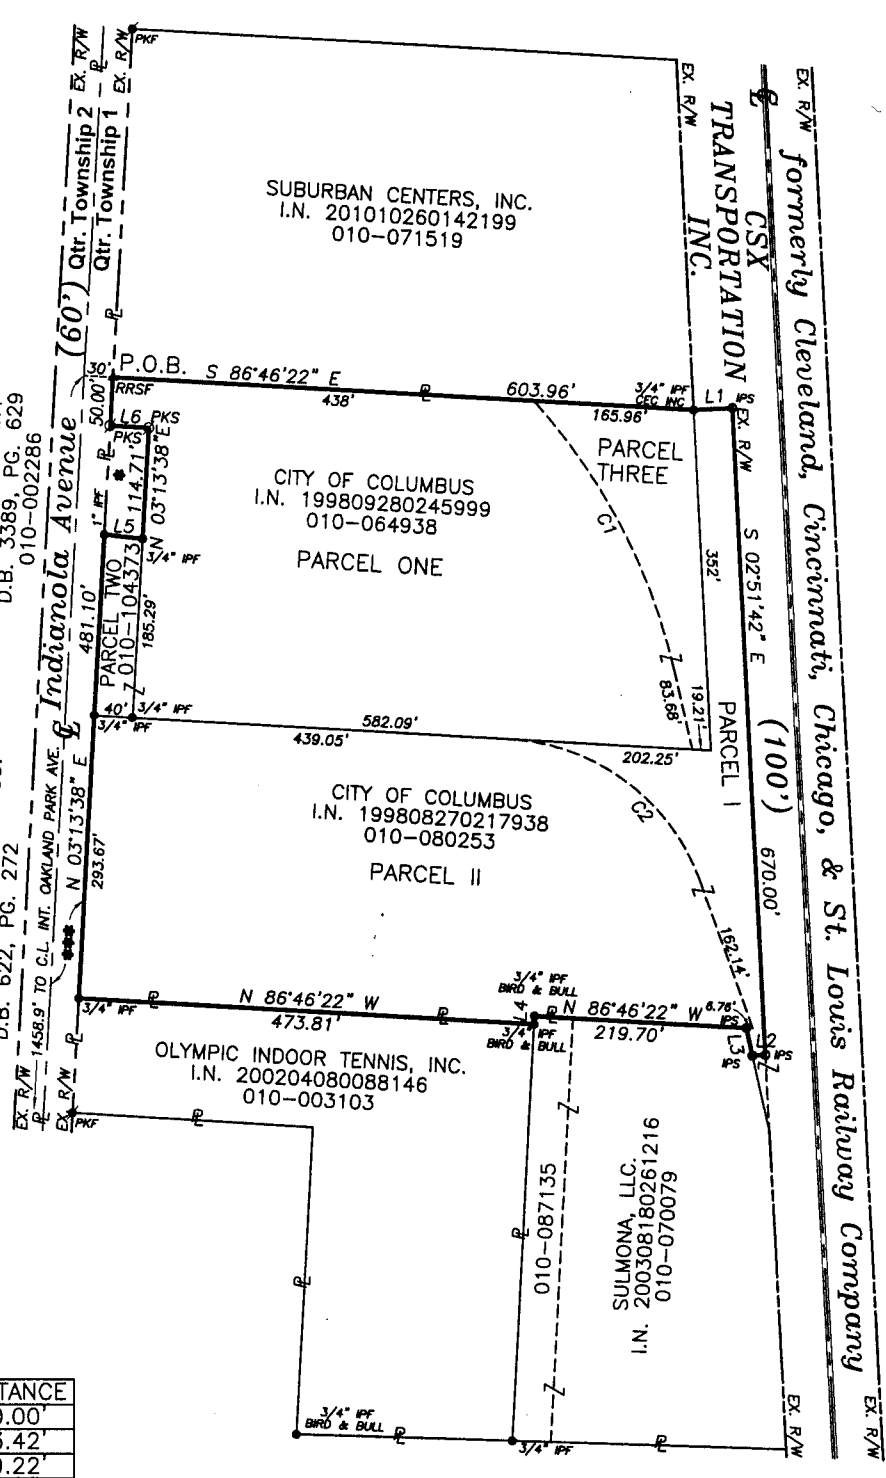 PKF
EX. R/W
EX. R/W
Qtr. Township 2
Qtr. Township 1
SUBURBAN CENTERS, INC.
I.N. 201010260142199
010-071519
EX. R/W
CSX
TRANSPORTATION
INC.
EX. R/W formerly Cleveland, Cincinnati, Chicago, & St. Louis Railway Company EX. R/W
(60')
30'
P.O.B. S 86°46'22" E 603.96'
438'
165.96'
RRSF
3/4" IPF
CEC INC
L1 IPS
EX. R/W
50.00'
L6 PKS
PKS
PARCEL
THREE
N 03°13'38" E
114.71'
*
CITY OF COLUMBUS
I.N. 199809280245999
010-064938
PARCEL ONE
C1
352'
S 02°51'42" E (100') 670.00'
D.B. 3389, PG. 629
010-002286
1" IPF
L5
3/4" IPF
Indianola Avenue
481.10'
PARCEL TWO
010-104373
185.29'
83.68'
19.21'
PARCEL I
40' 3/4" IPF
3/4" IPF
582.09'
439.05'
202.25'
CITY OF COLUMBUS
I.N. 199808270217938
010-080253
PARCEL II
C2
162.14'
N 03°13'38" E
293.67'
***
1458.9' TO C.L. INT. OAKLAND PARK AVE.
D.B. 622, PG. 272
3/4" IPF
N 86°46'22" W
473.81'
3/4" IPF
BIRD & BULL
L4
3/4" IPF
BIRD & BULL
N 86°46'22" W
219.70'
6.76'
IPS
L3
IPS
L2
IPS
OLYMPIC INDOOR TENNIS, INC.
I.N. 200204080088146
010-003103
EX. R/W
EX. R/W
PKF
010-087135
SULMONA, LLC.
I.N. 200308180261216
010-070079
3/4" IPF
BIRD & BULL
3/4" IPF
EX. R/W
TANCE
.00'
.42'
.22'